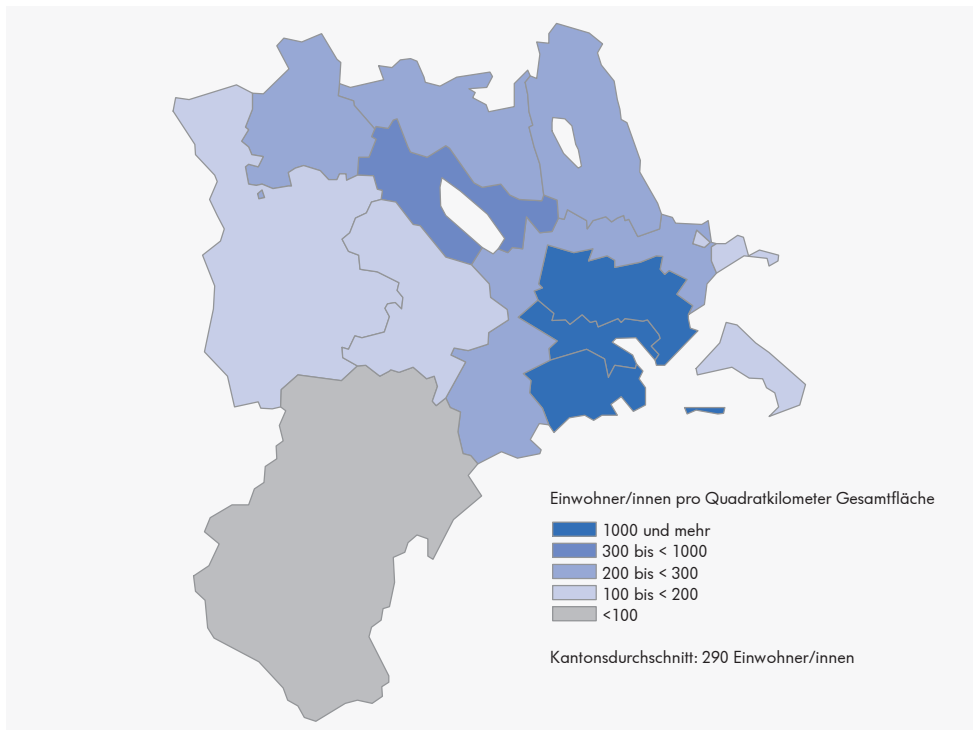 Einwohner/innen pro Quadratkilometer Gesamtfläche
1000 und mehr
300 bis < 1000
200 bis < 300
100 bis < 200
<100
Kantonsdurchschnitt: 290 Einwohner/innen